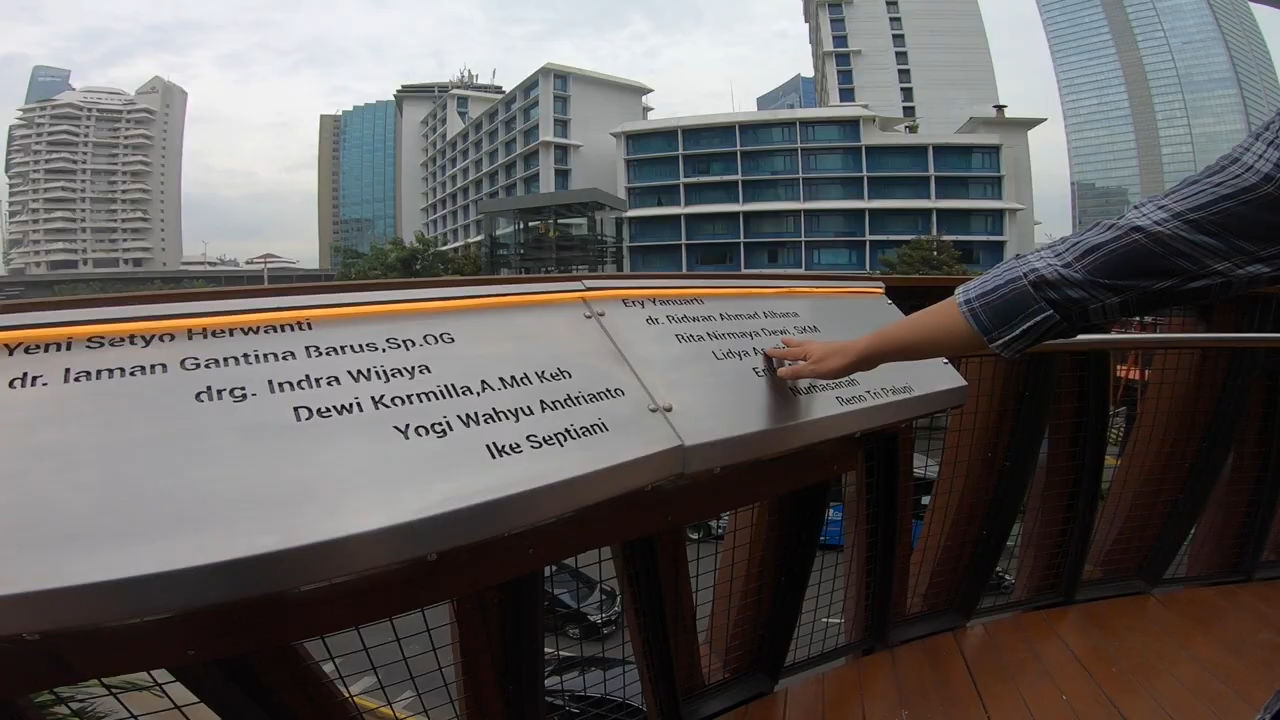 Yeni Setyo Herwanti
dr. Iaman Gantina Barus,Sp.OG
drg. Indra Wijaya
Dewi Kormilla,A.Md Keb
Yogi Wahyu Andrianto
Ike Septiani
Ery Yanuarti
dr. Ridwan Ahmad Albana
Rita Nirmaya Dewi,SKM
Lidya
Nurhasanah
Reno Tri Palupi